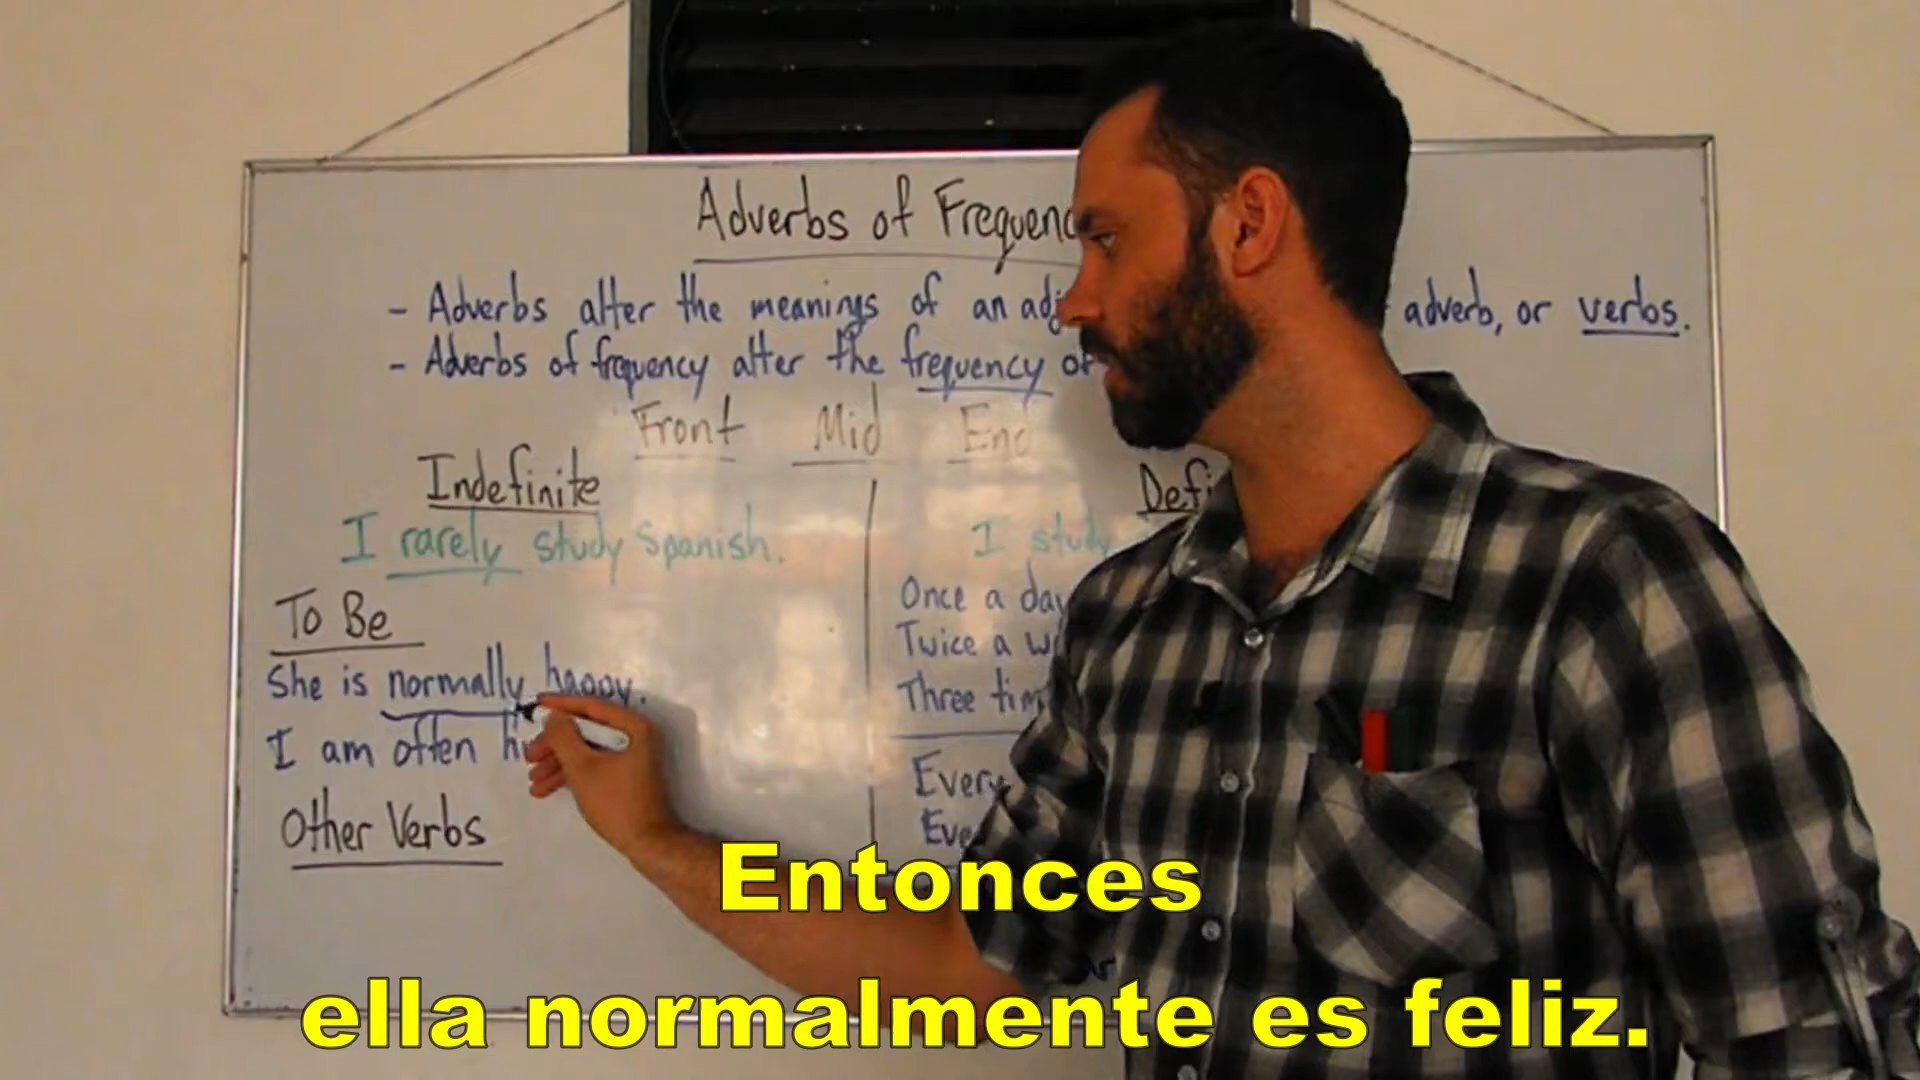 Adverbs of Frequenc
- Adverbs alter the meanings of an adj adverb, or verbs.
- Adverbs of frequency alter the frequency of
Front Mid End
Indefinite
I rarely study Spanish.
To Be
She is normally happy.
I am often
Other Verbs
Defi
I study
Once a day
Twice a w
Three tim
Every
Eve
Entonces
ella normalmente es feliz.